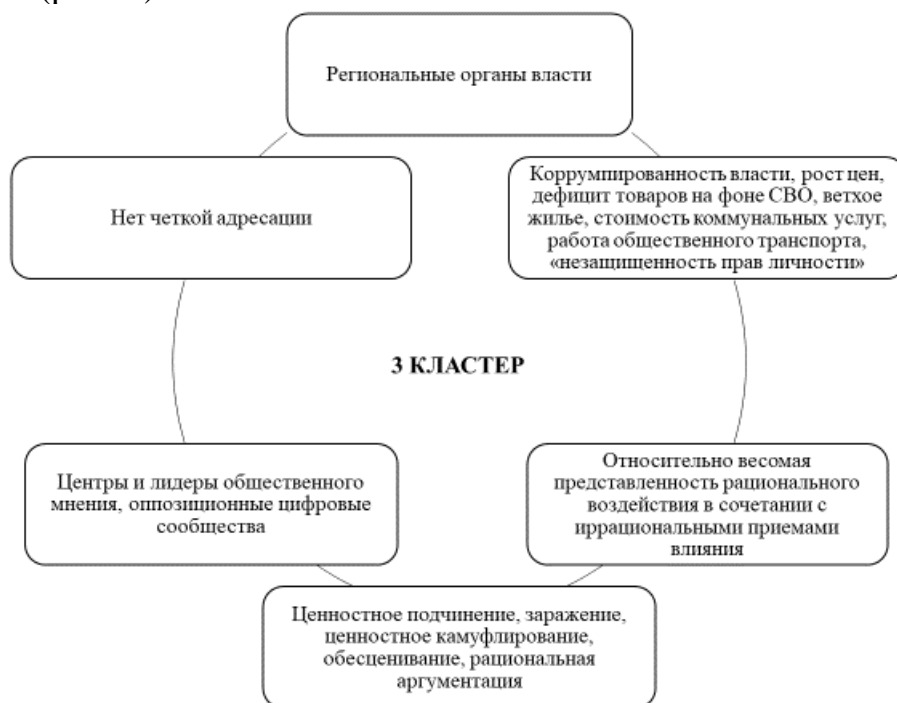 Региональные органы власти
Нет четкой адресации
Коррумпированность власти, рост цен,
дефицит товаров на фоне СВО, ветхое
жилье, стоимость коммунальных услуг,
работа общественного транспорта,
«незащищенность прав личности»
3 КЛАСТЕР
Центры и лидеры общественного
мнения, оппозиционные цифровые
сообщества
Относительно весомая
представленность рационального
воздействия в сочетании с
иррациональными приемами
влияния
Ценностное подчинение, заражение,
ценностное камуфлирование,
обесценивание, рациональная
аргументация